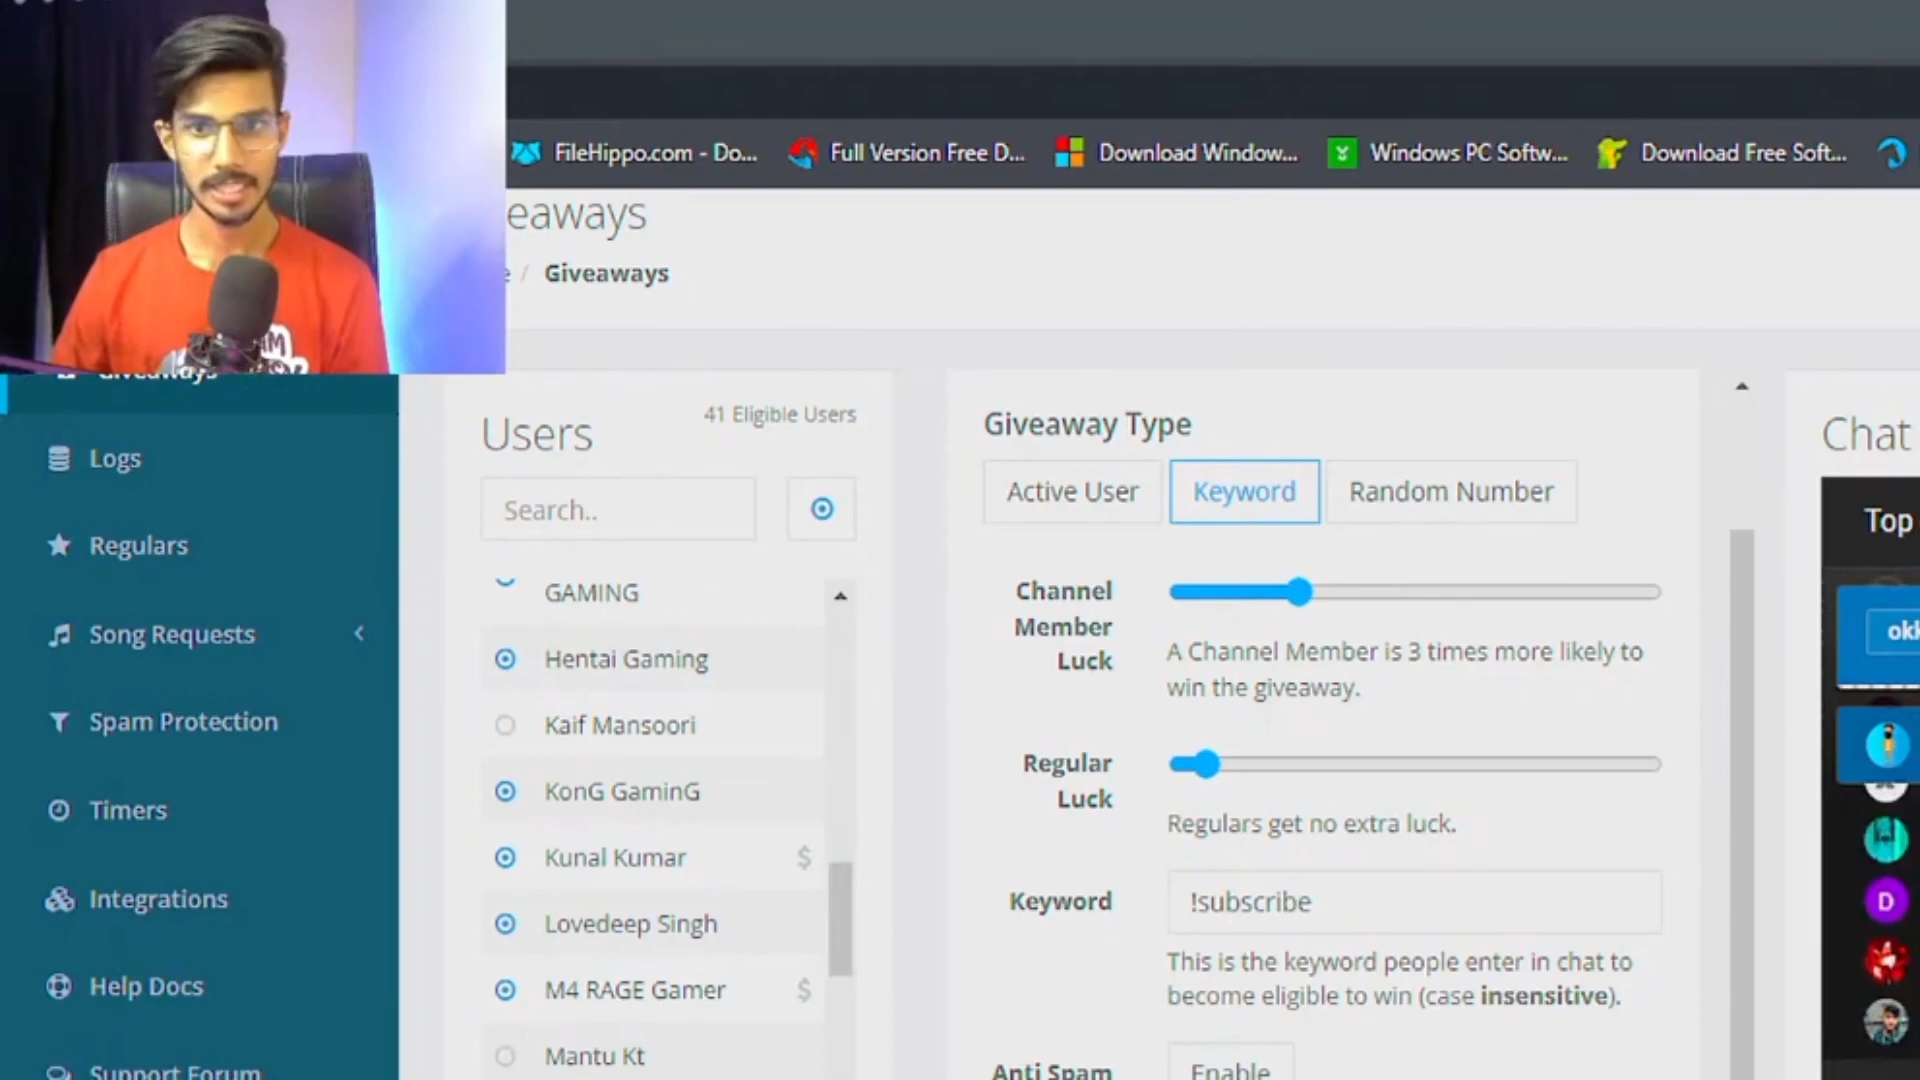 FileHippo.com - Do...
Full Version Free D...
Download Window...
Windows PC Softw...
Download Free Soft...
eaways
e / Giveaways
Giveaways
Logs
Regulars
Song Requests
Spam Protection
Timers
Integrations
Help Docs
Support Forum
Users
41 Eligible Users
Search..
GAMING
Hentai Gaming
Kaif Mansoori
KonG GaminG
Kunal Kumar $
Lovedeep Singh
M4 RAGE Gamer $
Mantu Kt
Giveaway Type
Active User
Keyword
Random Number
Channel
Member
Luck
A Channel Member is 3 times more likely to
win the giveaway.
Regular
Luck
Regulars get no extra luck.
Keyword
!subscribe
This is the keyword people enter in chat to
become eligible to win (case insensitive).
Anti Spam
Enable
Chat
Top
okk
D